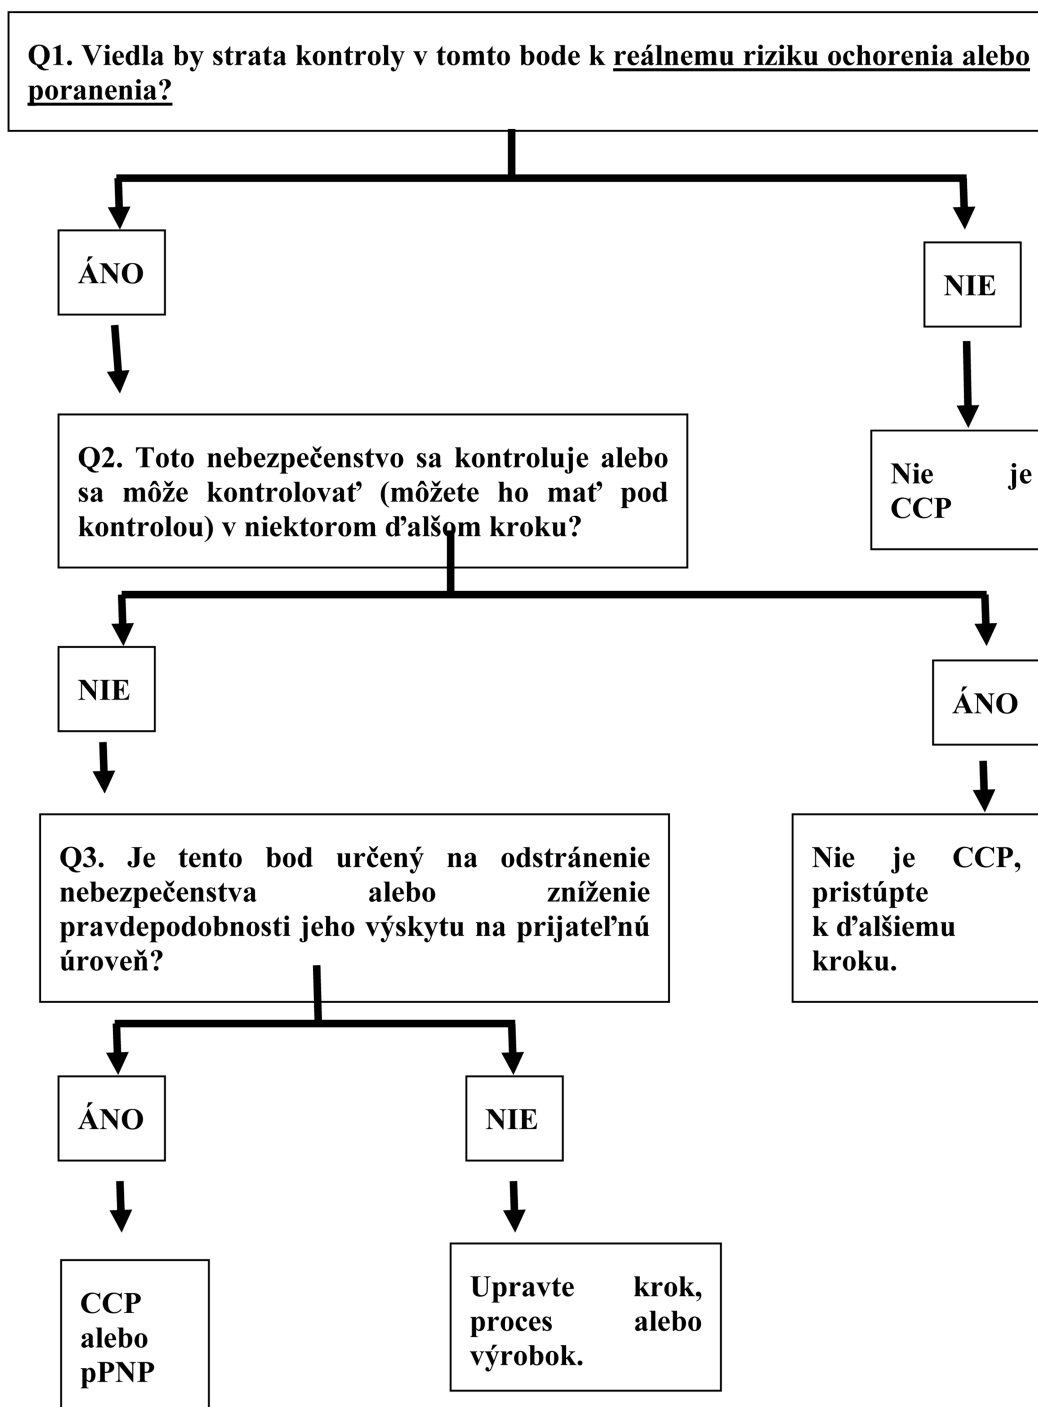 Q1. Viedla by strata kontroly v tomto bode k reálnemu riziku ochorenia alebo
poranenia?
ÁNO
NIE
Q2. Toto nebezpečenstvo sa kontroluje alebo
sa môže kontrolovať (môžete ho mať pod
kontrolou) v niektorom ďalšom kroku?
Nie je
CCP
NIE
ÁNO
Q3. Je tento bod určený na odstránenie
nebezpečenstva alebo zníženie
pravdepodobnosti jeho výskytu na prijateľnú
úroveň?
Nie je CCP,
pristúpte
k ďalšiemu
kroku.
ÁNO
NIE
CCP
alebo
pPNP
Upravte krok,
proces alebo
výrobok.